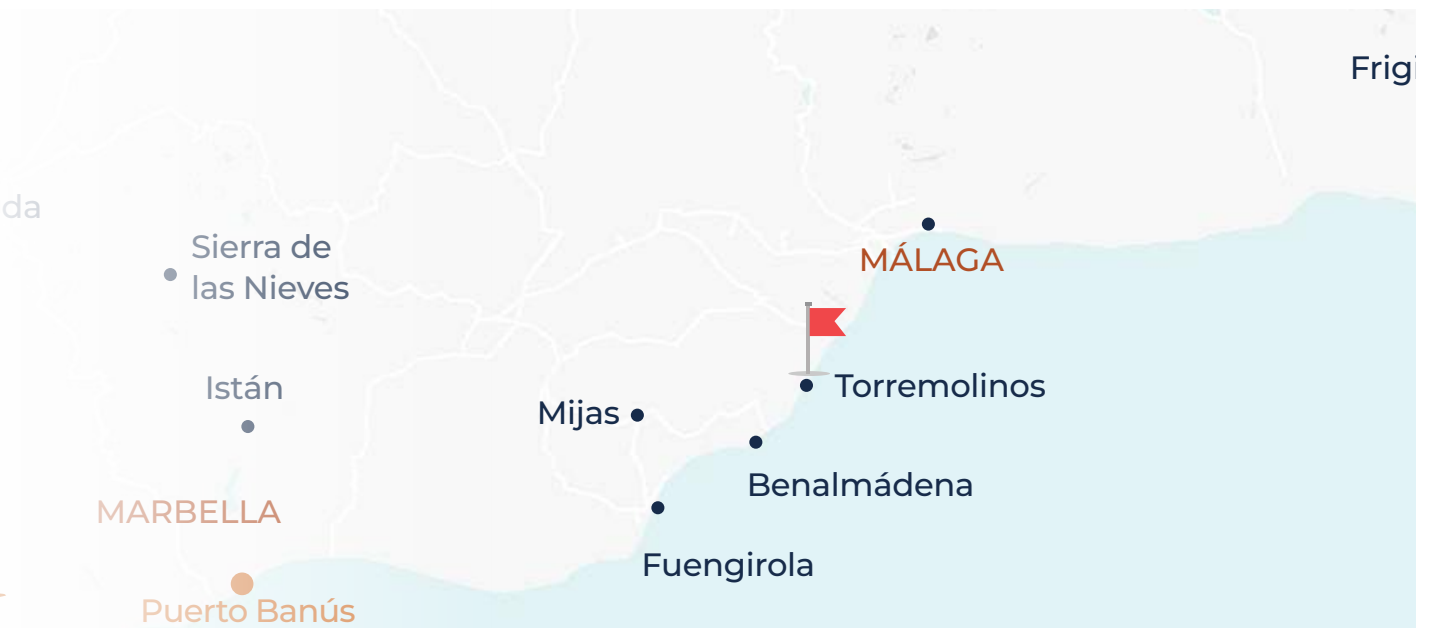 Frigi
da
Sierra de
las Nieves
MÁLAGA
Istán
Mijas
Torremolinos
Benalmádena
MARBELLA
Fuengirola
Puerto Banús